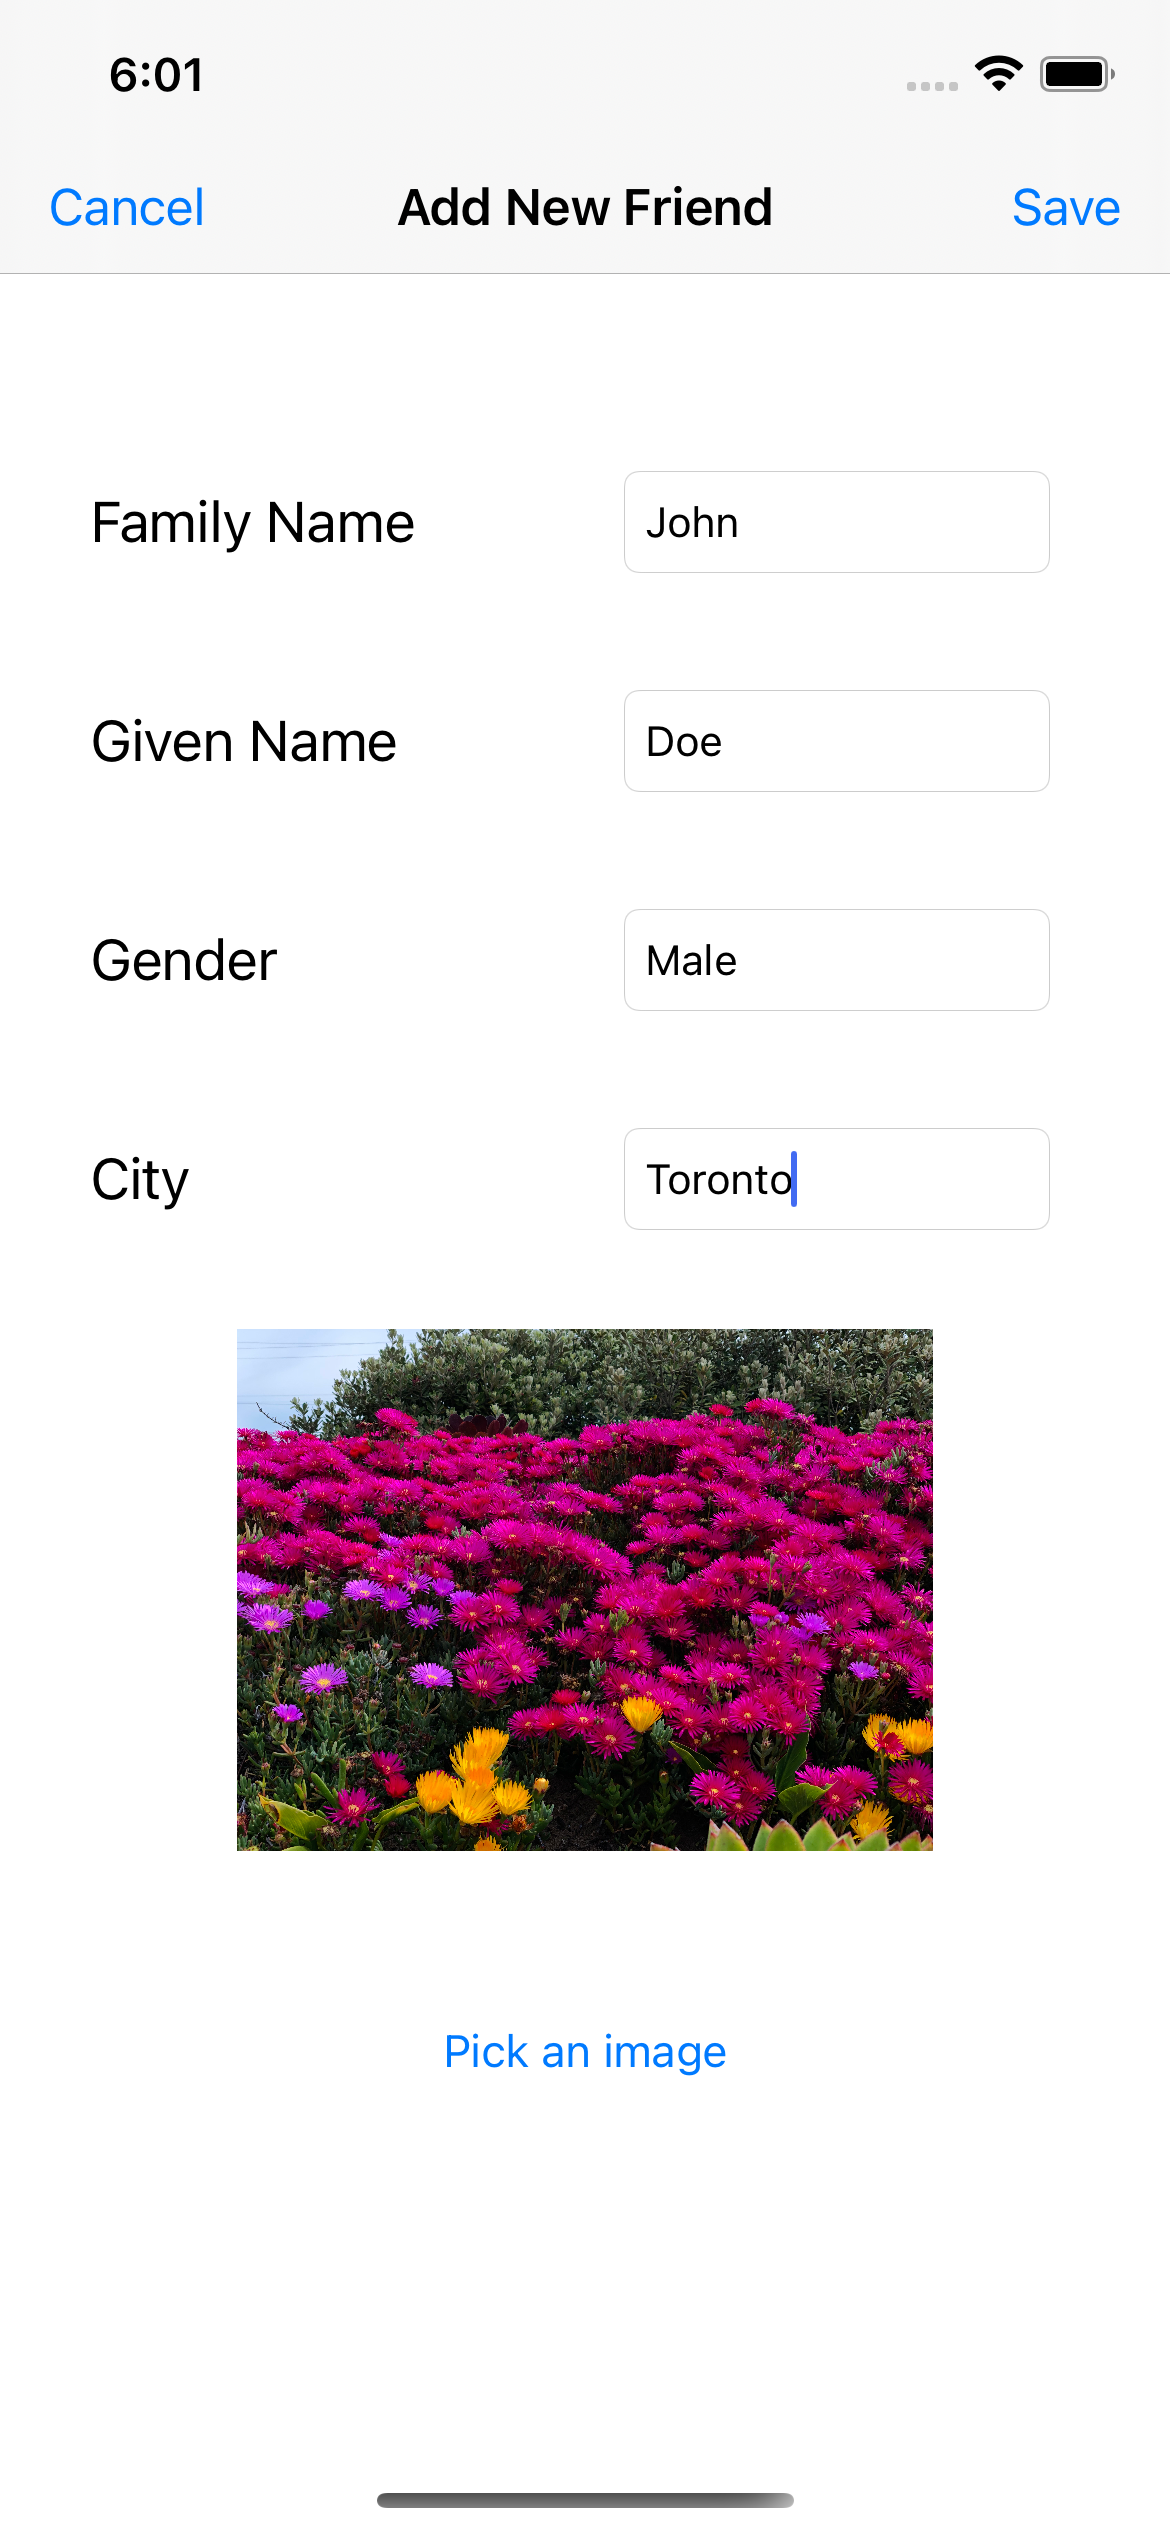 6:01
Cancel Add New Friend Save
Family Name John
Given Name Doe
Gender Male
City Toronto
Pick an image